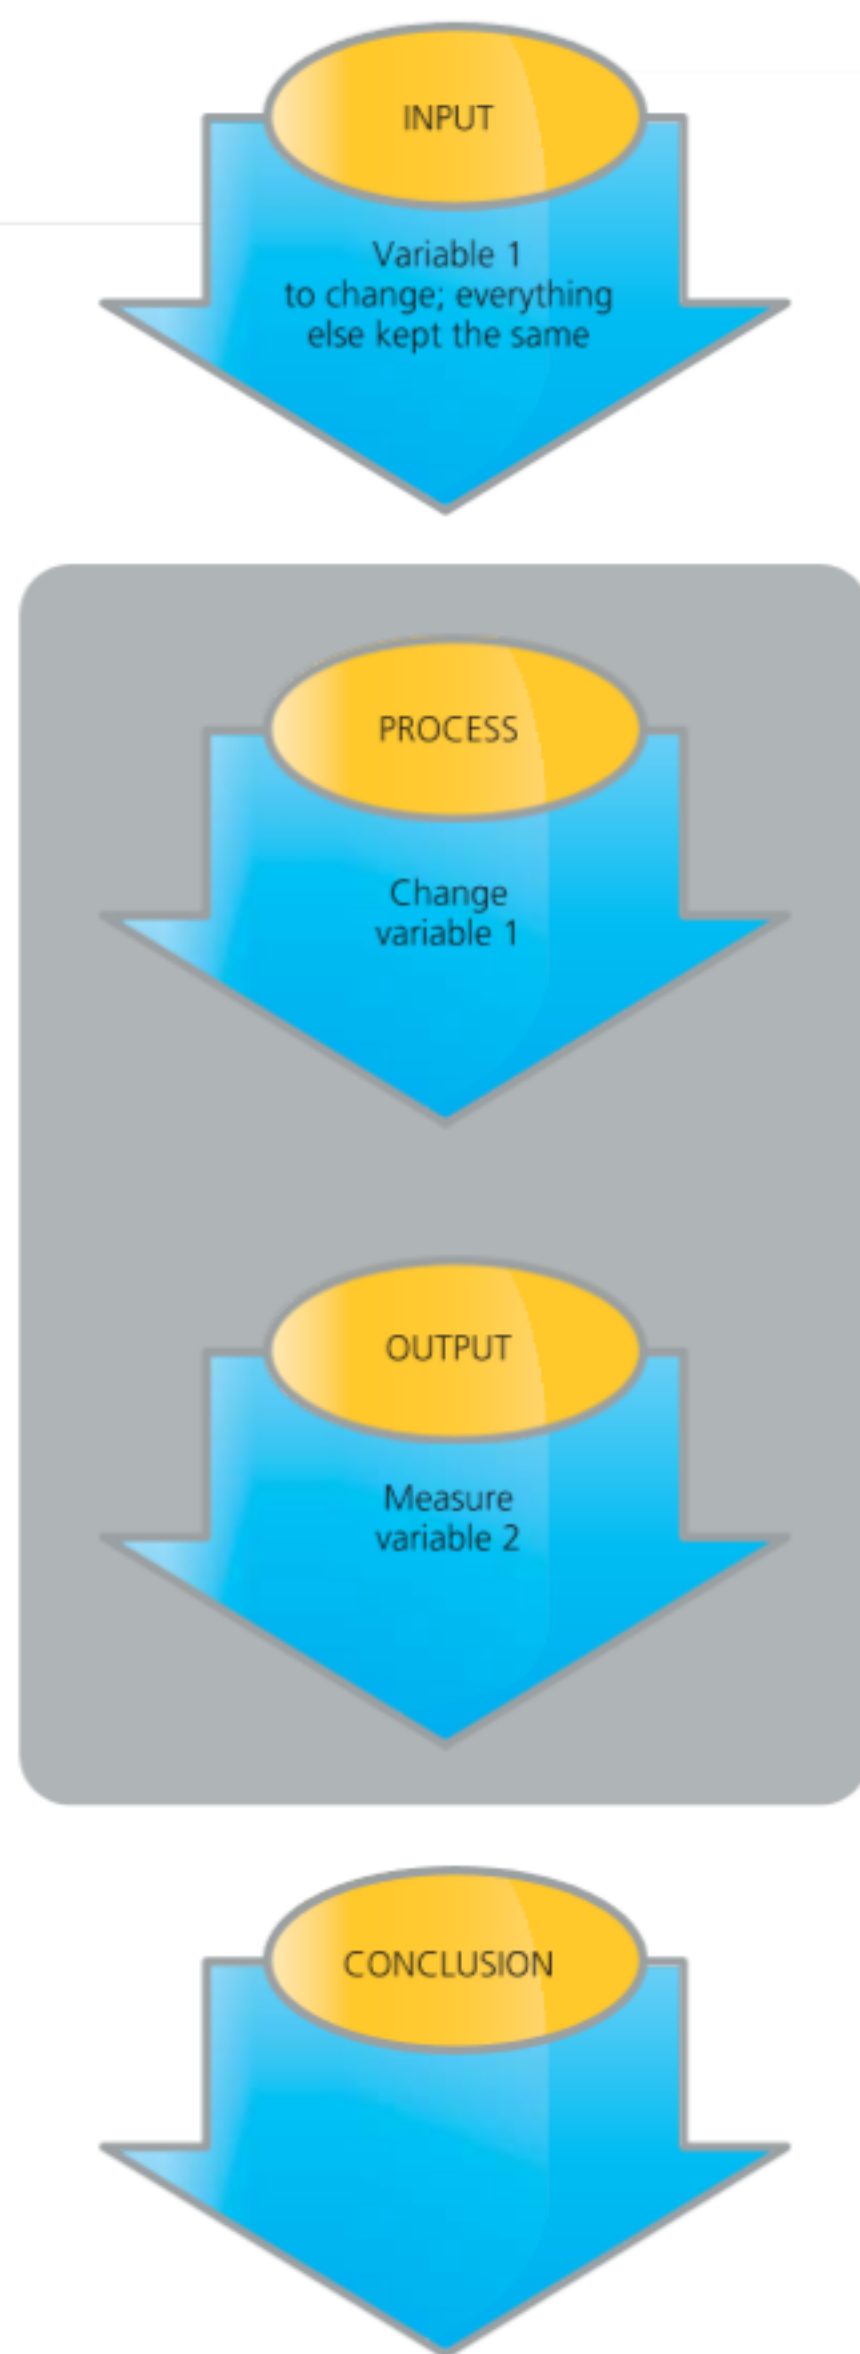 INPUT
Variable 1
to change; everything
else kept the same
PROCESS
Change
variable 1
OUTPUT
Measure
variable 2
CONCLUSION